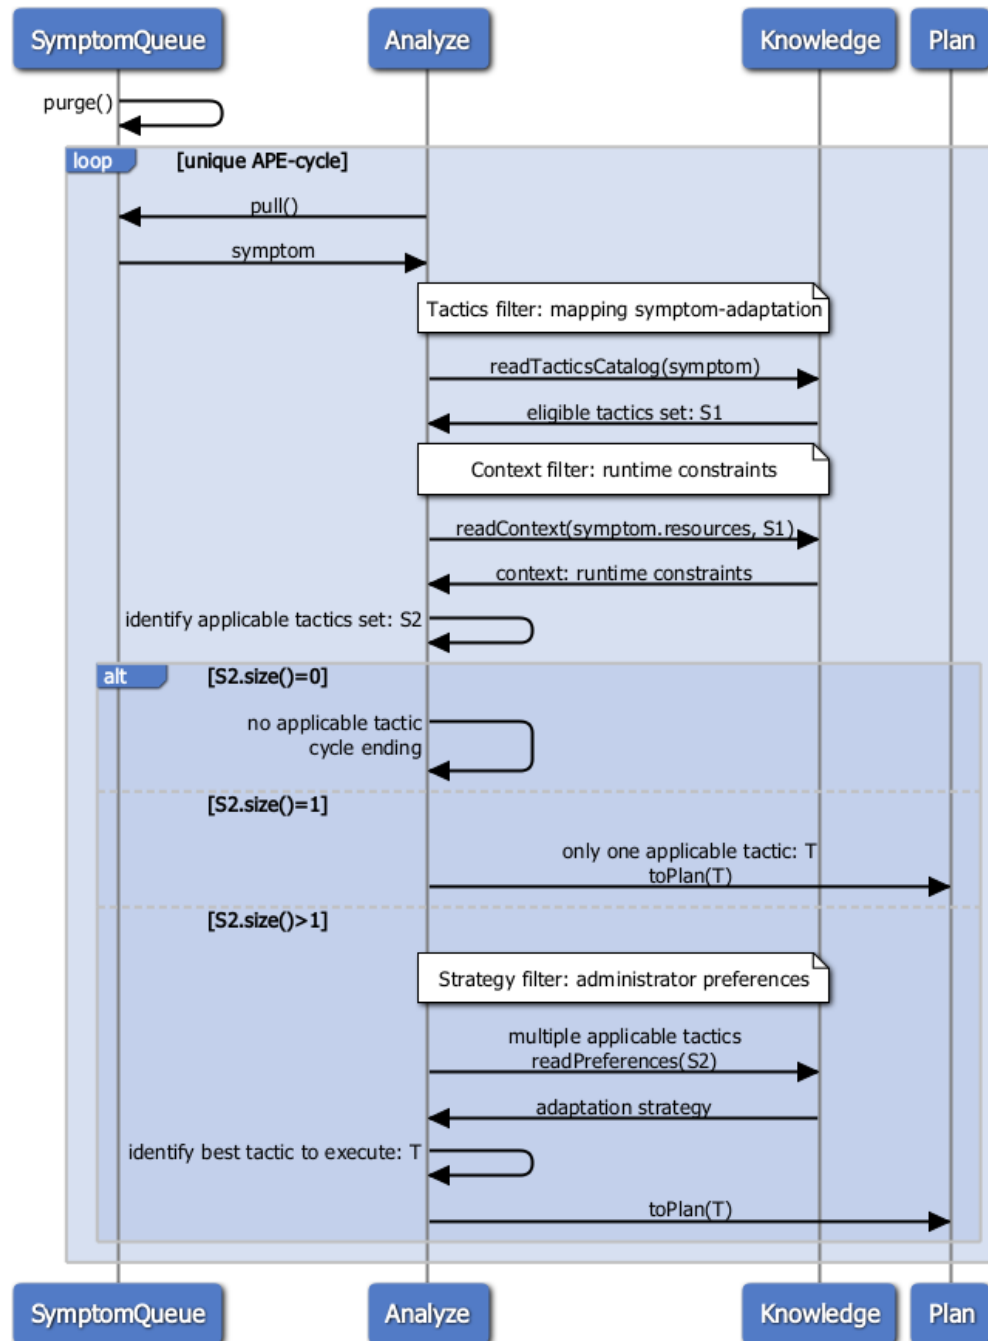 SymptomQueue
Analyze
Knowledge
Plan
purge()
loop
[unique APE-cycle]
pull()
symptom
Tactics filter: mapping symptom-adaptation
readTacticsCatalog(symptom)
eligible tactics set: S1
Context filter: runtime constraints
readContext(symptom.resources, S1)
context: runtime constraints
identify applicable tactics set: S2
alt
[S2.size()=0]
no applicable tactic
cycle ending
[S2.size()=1]
only one applicable tactic: T
toPlan(T)
[S2.size()>1]
Strategy filter: administrator preferences
multiple applicable tactics
readPreferences(S2)
adaptation strategy
identify best tactic to execute: T
toPlan(T)
SymptomQueue
Analyze
Knowledge
Plan